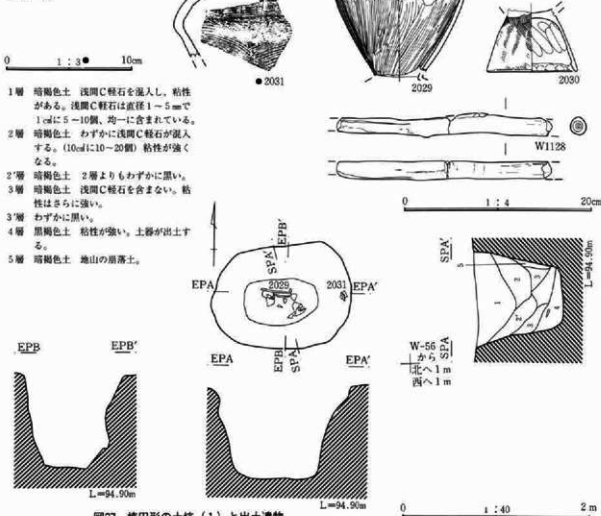 0 1：3● 10cm
●2031
2029
2030
1層 暗褐色土 浅間C軽石を混入し、粘性
がある。浅間C軽石は直径1～5㎜で
1㎠に5～10個、均一に含まれている。
2層 暗褐色土 わずかに浅間C軽石が混入
する。(10㎠に10～20個) 粘性が強く
なる。
2'層 暗褐色土 2層よりもわずかに黒い。
3層 暗褐色土 浅間C軽石を含まない。粘
性はさらに強い。
3'層 わずかに黒い。
4層 黒褐色土 粘性が強い。土器が出土す
る。
5層 暗褐色土 地山の崩落土。
W1128
0 1：4 20cm
EPB'
SPA'
EPA
2029
2031
EPA'
EPB
SPA
SPA'
L=94.90m
5
1
2
3
4
SPA
W-56
から
北へ1m
西へ1m
EPB
EPB'
L=94.90m
EPA
EPA'
L=94.90m
0 1：40 2m